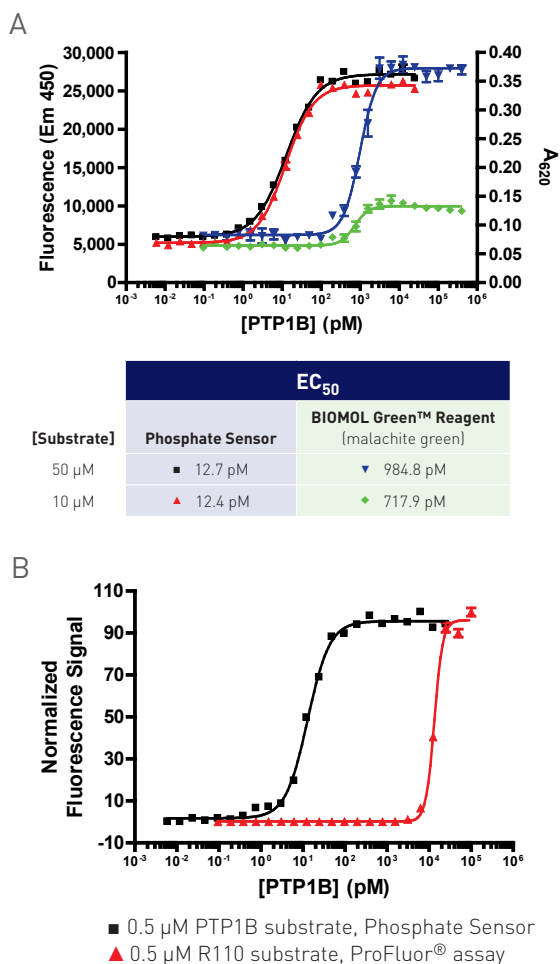 A
30,000
25,000
20,000
15,000
10,000
5,000
0
Fluorescence (Em 450)
0.40
0.35
0.30
0.25
0.20
0.15
0.10
0.05
0.00
A620
10-3 10-2 10-1 100 101 102 103 104 105 106
[PTP1B] (pM)
EC50
[Substrate] Phosphate Sensor BIOMOL Green™ Reagent (malachite green)
50 µM 12.7 pM 984.8 pM
10 µM 12.4 pM 717.9 pM
B
110
90
70
50
30
10
-10
Normalized
Fluorescence Signal
10-3 10-2 10-1 100 101 102 103 104 105 106
[PTP1B] (pM)
0.5 µM PTP1B substrate, Phosphate Sensor
0.5 µM R110 substrate, ProFluor® assay